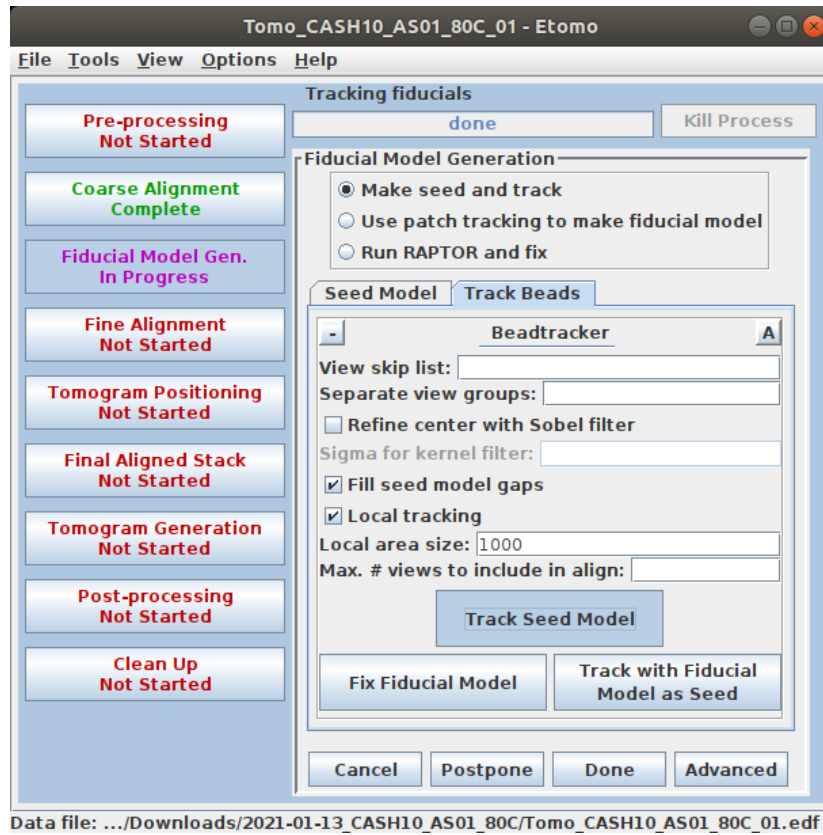 Tomo_CASH10_AS01_80C_01 - Etomo
File Tools View Options Help
Tracking fiducials
done
Kill Process
Pre-processing
Not Started
Coarse Alignment
Complete
Fiducial Model Gen.
In Progress
Fine Alignment
Not Started
Tomogram Positioning
Not Started
Final Aligned Stack
Not Started
Tomogram Generation
Not Started
Post-processing
Not Started
Clean Up
Not Started
Fiducial Model Generation
Make seed and track
Use patch tracking to make fiducial model
Run RAPTOR and fix
Seed Model Track Beads
- Beadtracker A
View skip list:
Separate view groups:
Refine center with Sobel filter
Sigma for kernel filter:
Fill seed model gaps
Local tracking
Local area size: 1000
Max. # views to include in align:
Track Seed Model
Fix Fiducial Model
Track with Fiducial
Model as Seed
Cancel Postpone Done Advanced
Data file: .../Downloads/2021-01-13_CASH10_AS01_80C/Tomo_CASH10_AS01_80C_01.edf